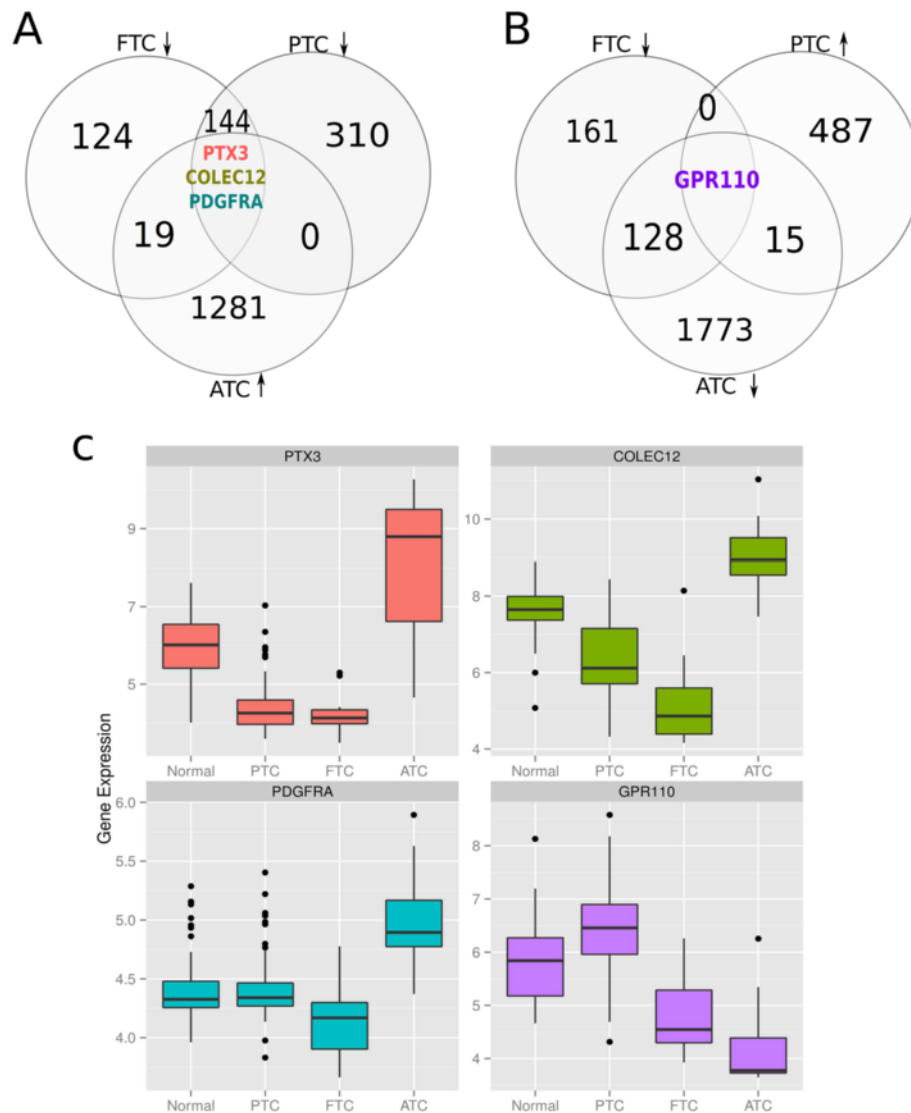 A
FTC ↓
PTC ↓
124
144
310
PTX3
COLEC12
PDGFRA
19
0
1281
ATC ↑
B
FTC ↓
PTC ↑
161
0
487
GPR110
128
15
1773
ATC ↓
C
Gene Expression
PTX3
9
7
5
Normal PTC FTC ATC
COLEC12
10
8
6
4
Normal PTC FTC ATC
PDGFRA
6.0
5.5
5.0
4.5
4.0
Normal PTC FTC ATC
GPR110
8
7
6
5
4
Normal PTC FTC ATC